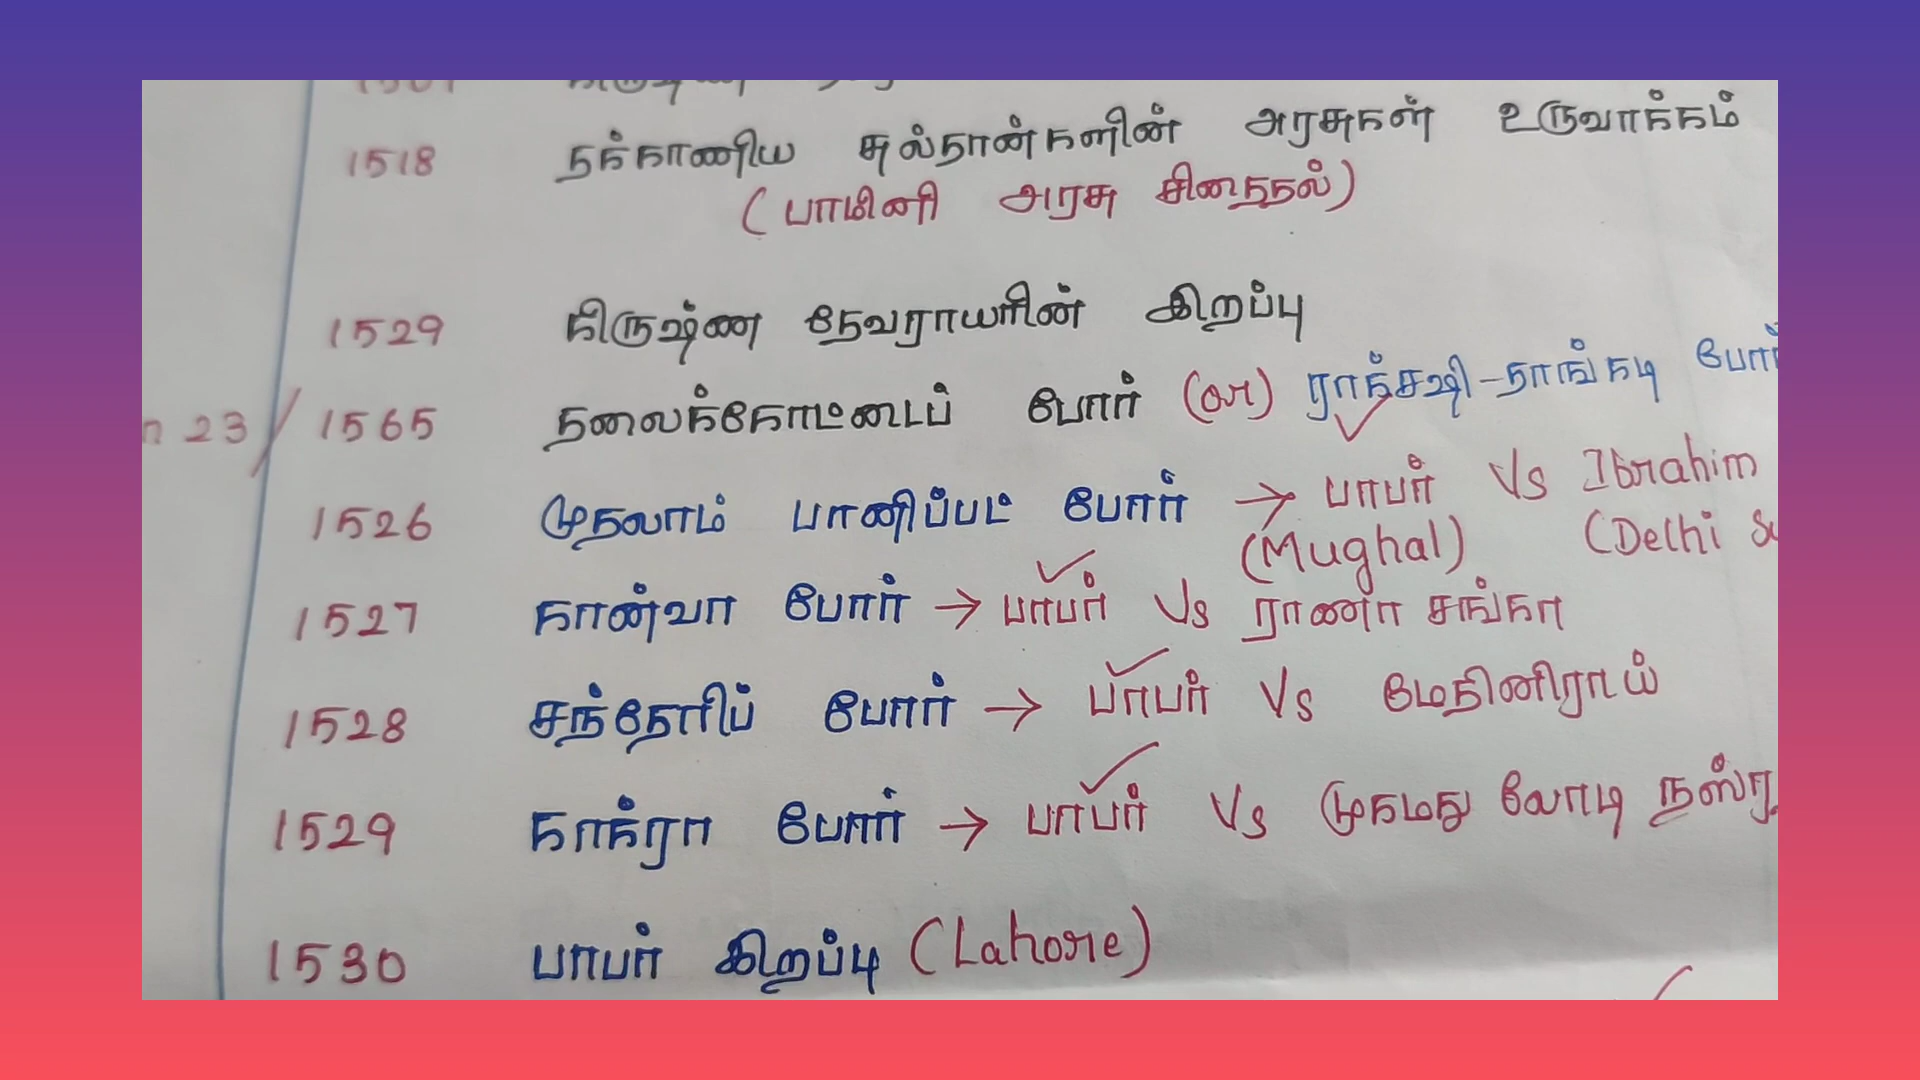 1518 தக்காணிய சுல்தான்களின் அரசுகள் உருவாக்கம்
(பாமினி அரசு சிதைதல்)
1529 கிருஷ்ண தேவராயரின் இறப்பு
23 / 1565 தலைக்கோட்டைப் போர் (or) ராக்சஷி-தாங்கடி போர்
1526 முதலாம் பானிப்பட் போர் → பாபர் Vs Ibrahim
(Mughal) (Delhi
1527 கான்வா போர் → பாபர் Vs ராணா சங்கா
1528 சந்தேரிப் போர் → பாபர் Vs மேதினிராய்
1529 காக்ரா போர் → பாபர் Vs முகமது லோடி
1530 பாபர் இறப்பு (Lahore)